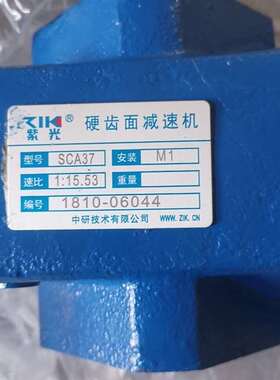 ZIK® 硬齿面减速机
紫光
型号 SCA37 安装 M1
速比 1:15.53 重量
编号 1810-06044
中研技术有限公司 WWW.ZIK.CN